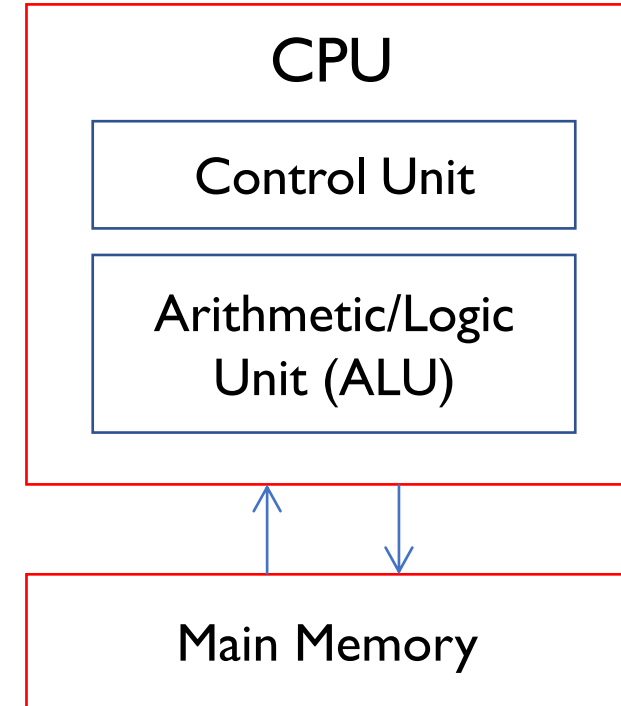 CPU
Control Unit
Arithmetic/Logic
Unit (ALU)
Main Memory